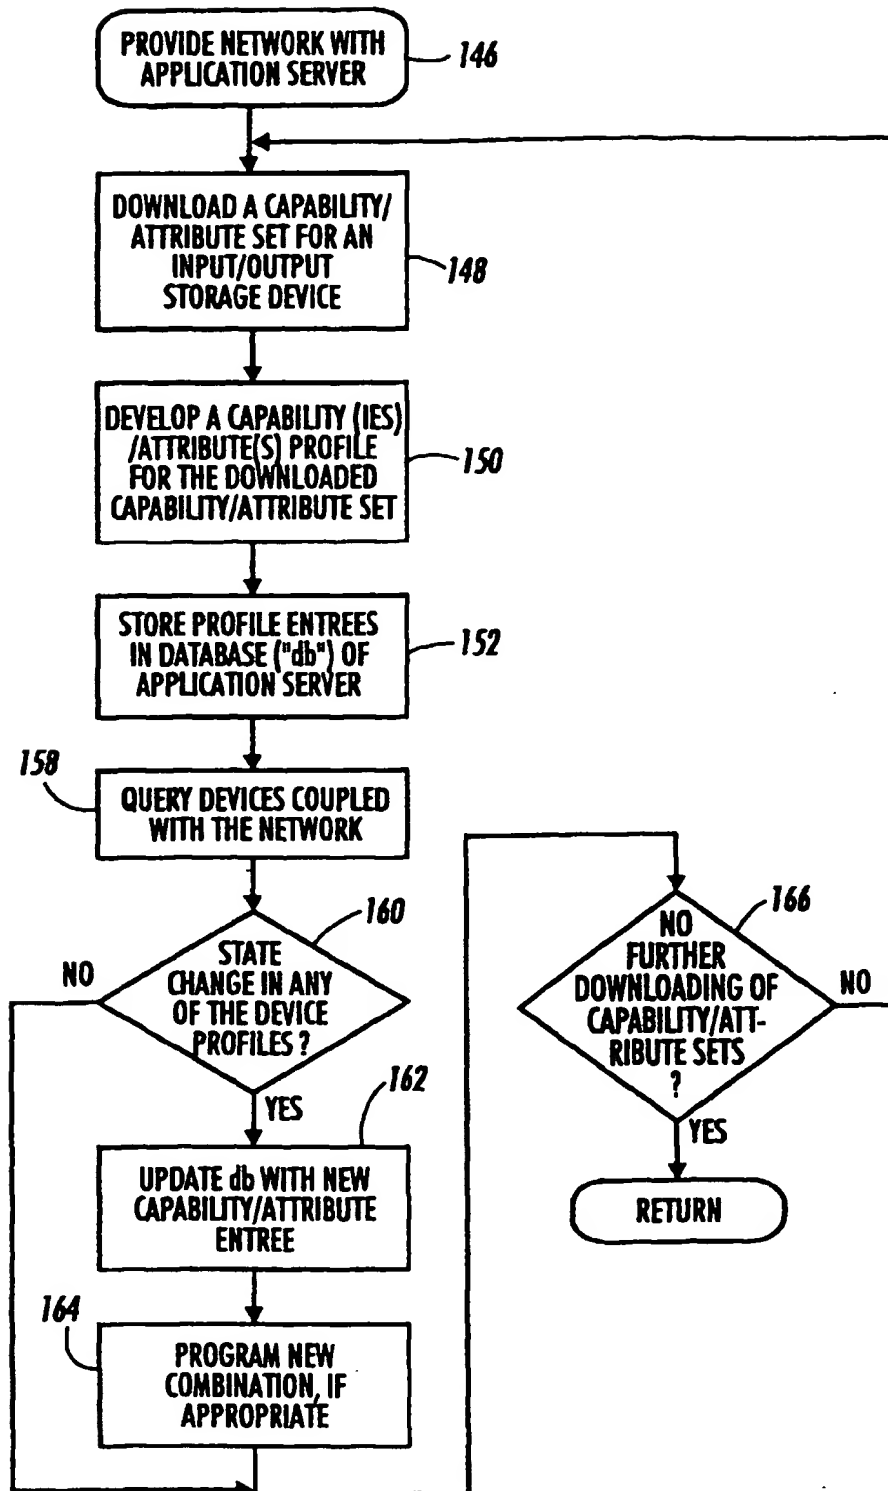 PROVIDE NETWORK WITH
APPLICATION SERVER
146
DOWNLOAD A CAPABILITY/
ATTRIBUTE SET FOR AN
INPUT/OUTPUT
STORAGE DEVICE
148
DEVELOP A CAPABILITY (IES)
/ATTRIBUTE(S) PROFILE
FOR THE DOWNLOADED
CAPABILITY/ATTRIBUTE SET
150
STORE PROFILE ENTREES
IN DATABASE ("db") OF
APPLICATION SERVER
152
158
QUERY DEVICES COUPLED
WITH THE NETWORK
160
STATE
CHANGE IN ANY
OF THE DEVICE
PROFILES ?
NO
YES
162
UPDATE db WITH NEW
CAPABILITY/ATTRIBUTE
ENTREE
164
PROGRAM NEW
COMBINATION, IF
APPROPRIATE
166
NO
FURTHER
DOWNLOADING OF
CAPABILITY/ATT-
RIBUTE SETS
?
NO
YES
RETURN